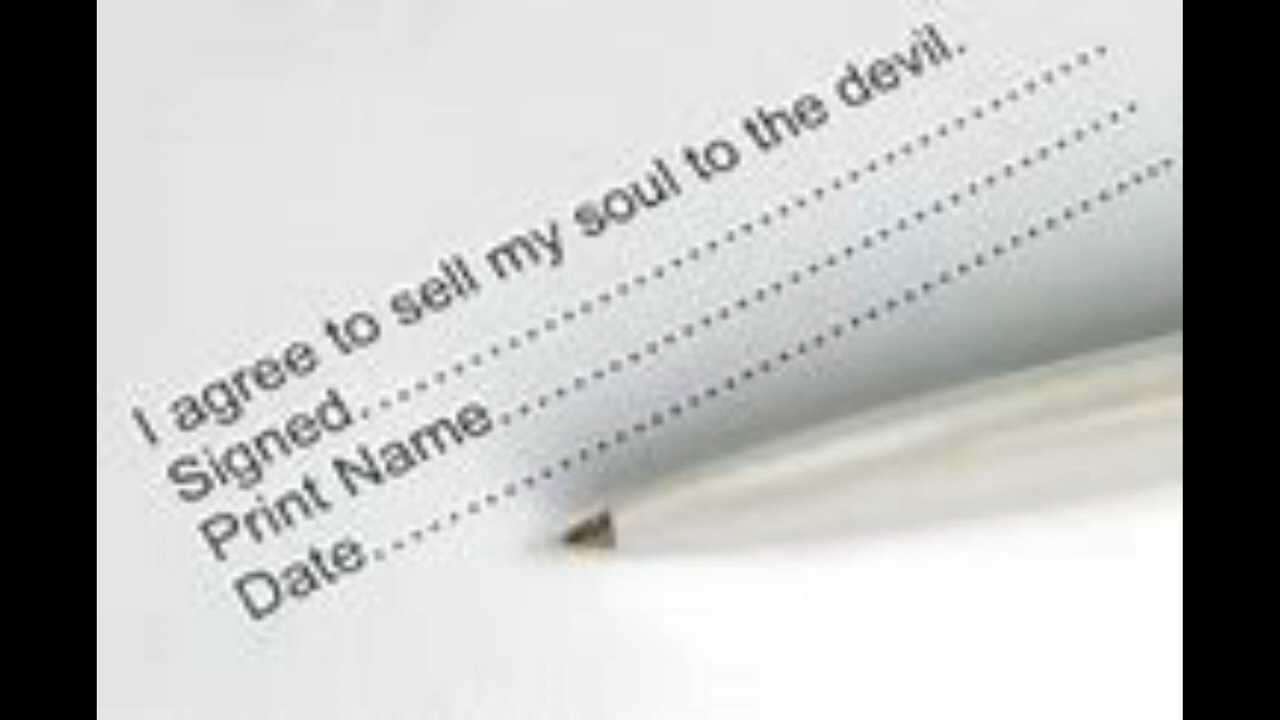 I agree to sell my soul to the devil.
Signed..............................................................
Print Name.....................................................
Date..................................................................